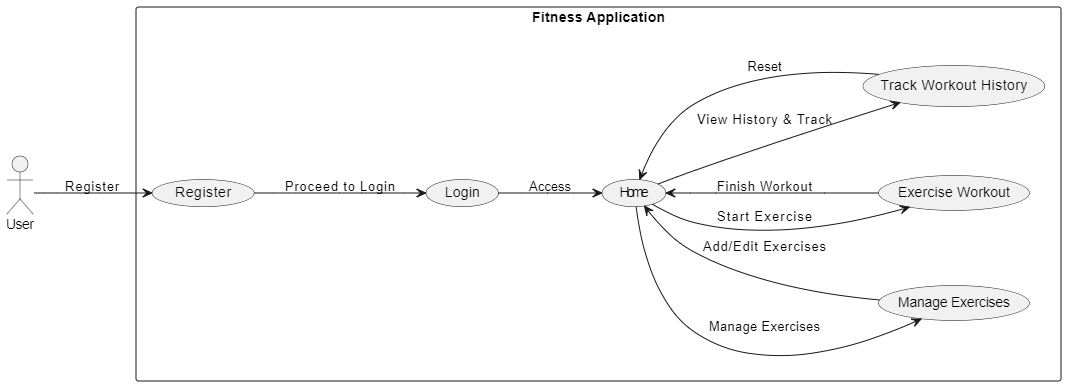 Fitness Application
Reset
Track Workout History
View History & Track
Register
Register
Proceed to Login
Login
Access
Home
Finish Workout
Exercise Workout
Start Exercise
User
Add/Edit Exercises
Manage Exercises
Manage Exercises